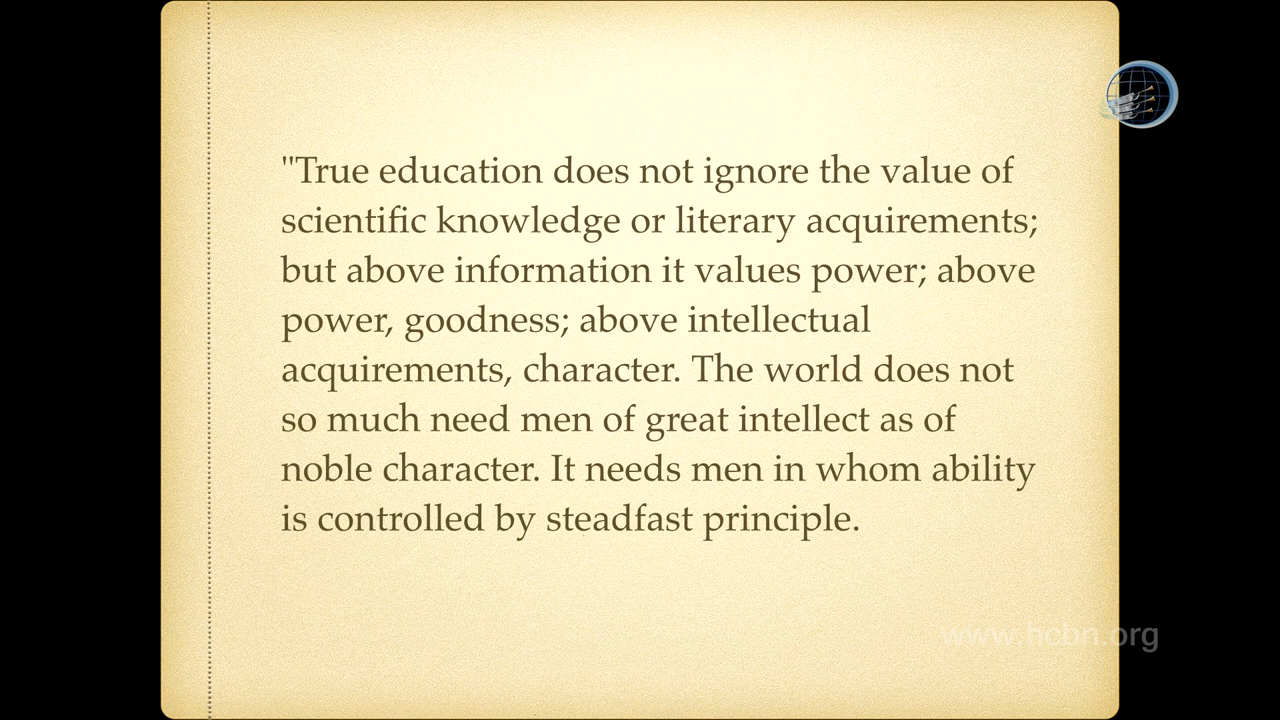 "True education does not ignore the value of
scientific knowledge or literary acquirements;
but above information it values power; above
power, goodness; above intellectual
acquirements, character. The world does not
so much need men of great intellect as of
noble character. It needs men in whom ability
is controlled by steadfast principle.
www.hcbn.org